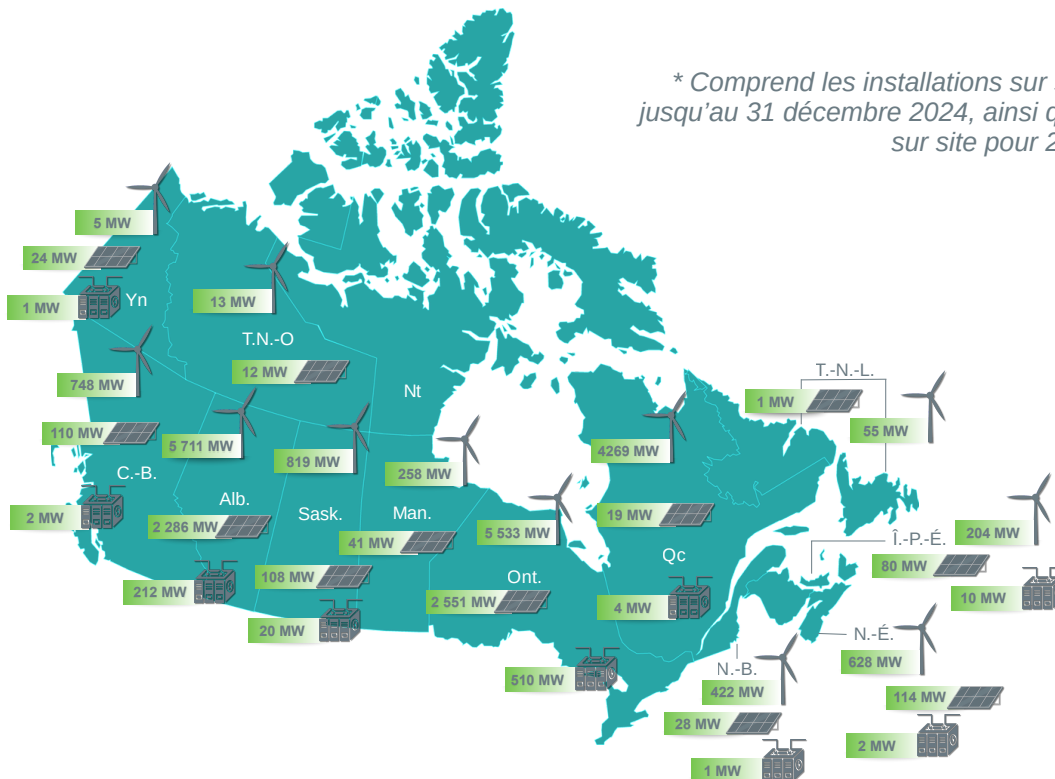 * Comprend les installations sur
jusqu'au 31 décembre 2024, ainsi
sur site pour
5 MW
24 MW
1 MW
Yn
13 MW
T.N.-O
12 MW
Nt
748 MW
110 MW
C.-B.
2 MW
5 711 MW
Alb.
2 286 MW
212 MW
819 MW
Sask.
108 MW
20 MW
258 MW
Man.
41 MW
5 533 MW
Ont.
2 551 MW
510 MW
4269 MW
19 MW
Qc
4 MW
T.-N.-L.
1 MW
55 MW
Î.-P.-É.
204 MW
80 MW
10 MW
N.-É.
628 MW
114 MW
2 MW
N.-B.
422 MW
28 MW
1 MW